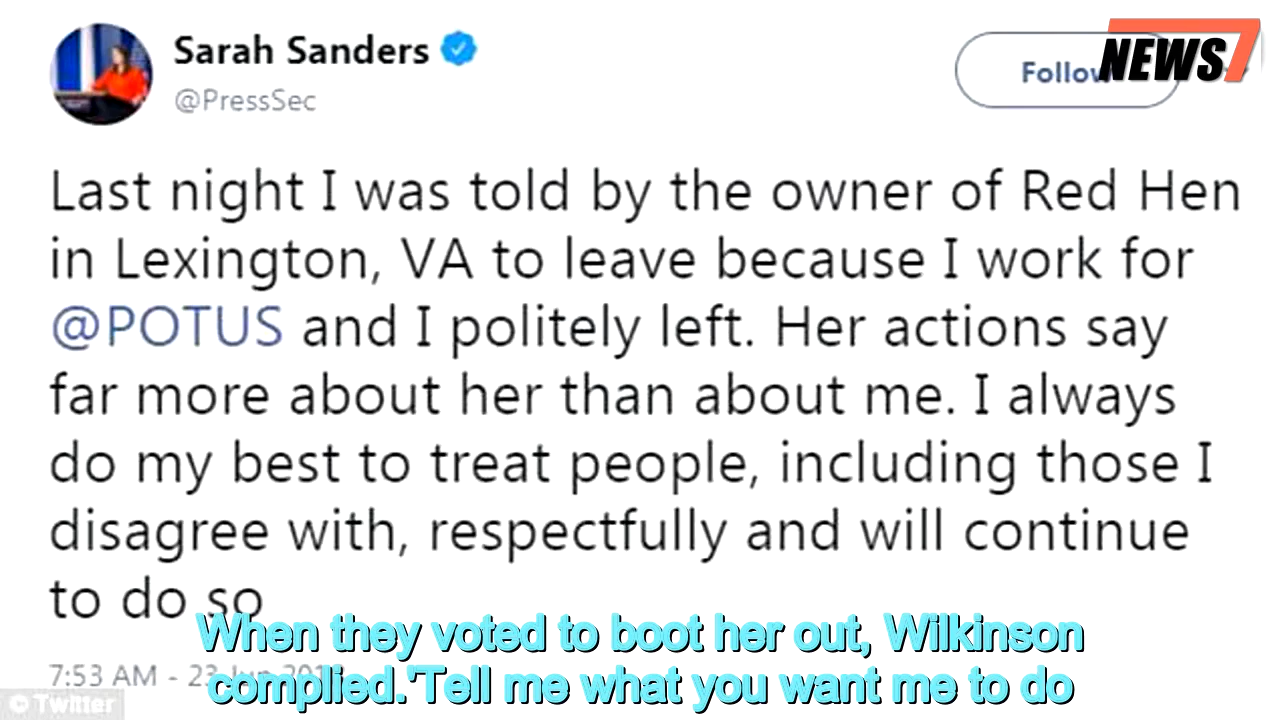 Sarah Sanders
@PressSec
Follow
NEWS7
Last night I was told by the owner of Red Hen
in Lexington, VA to leave because I work for
@POTUS and I politely left. Her actions say
far more about her than about me. I always
do my best to treat people, including those I
disagree with, respectfully and will continue
to do so
When they voted to boot her out, Wilkinson
7:53 AM - 23 Jun
complied.'Tell me what you want me to do
© Twitter